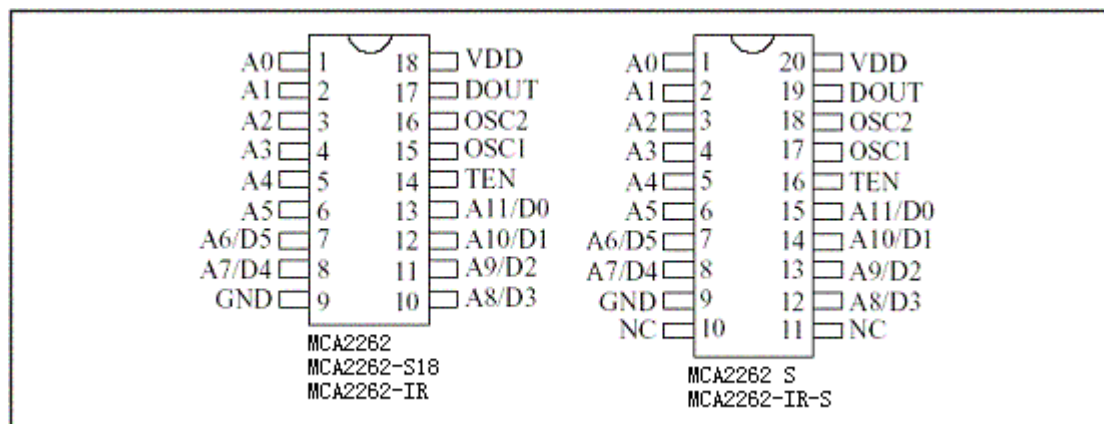 A0 1 18 VDD
A1 2 17 DOUT
A2 3 16 OSC2
A3 4 15 OSC1
A4 5 14 TEN
A5 6 13 A11/D0
A6/D5 7 12 A10/D1
A7/D4 8 11 A9/D2
GND 9 10 A8/D3
MCA2262
MCA2262-S18
MCA2262-IR
A0 1 20 VDD
A1 2 19 DOUT
A2 3 18 OSC2
A3 4 17 OSC1
A4 5 16 TEN
A5 6 15 A11/D0
A6/D5 7 14 A10/D1
A7/D4 8 13 A9/D2
GND 9 12 A8/D3
NC 10 11 NC
MCA2262 S
MCA2262-IR-S